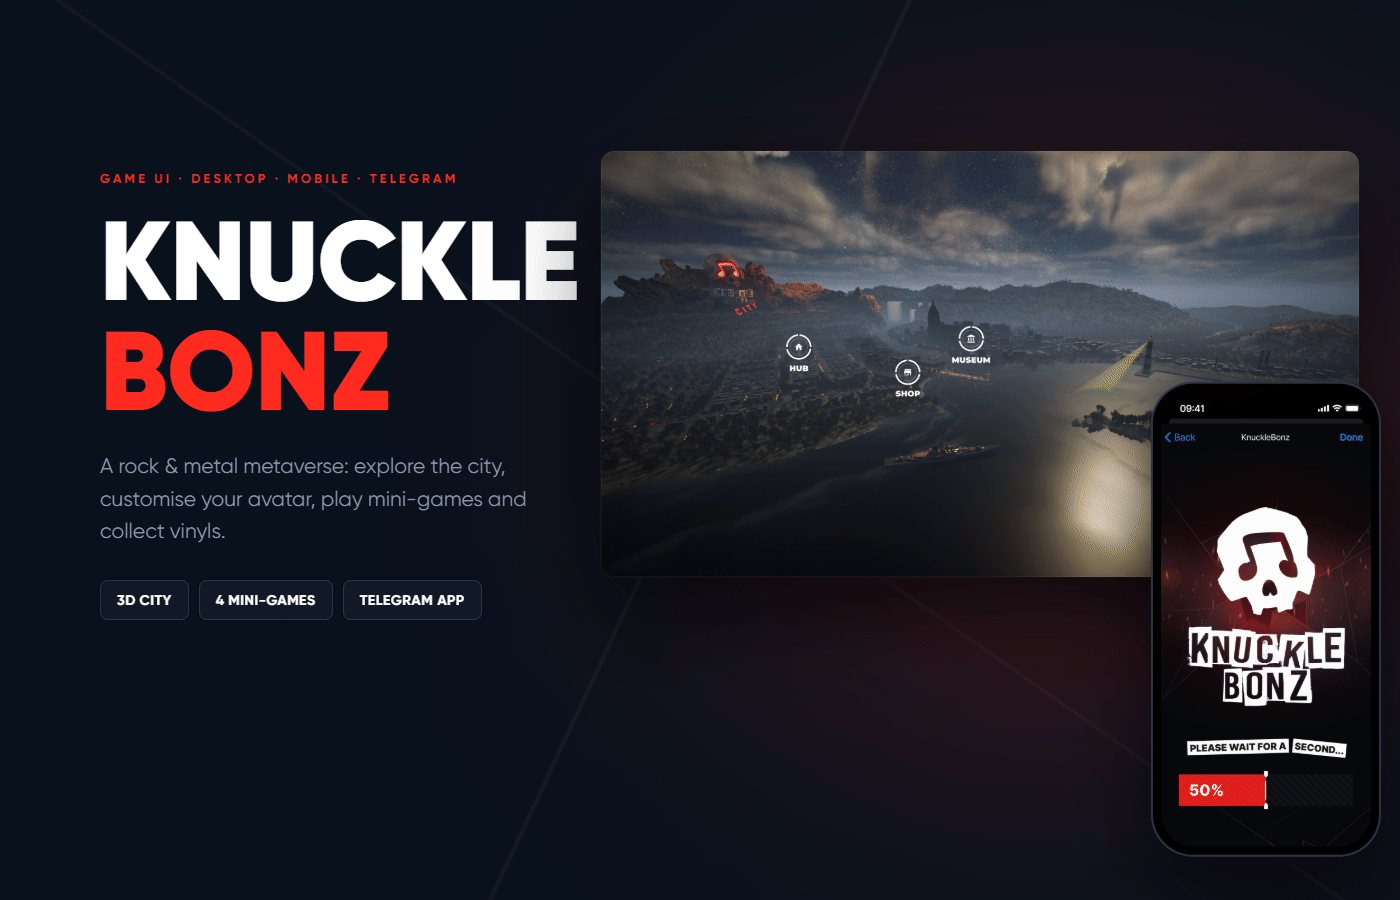 GAME UI · DESKTOP · MOBILE · TELEGRAM
KNUCKLE
BONZ
A rock & metal metaverse: explore the city,
customise your avatar, play mini-games and
collect vinyls.
3D CITY
4 MINI-GAMES
TELEGRAM APP
CITY
HUB
SHOP
MUSEUM
09:41
Back
KnuckleBonz
Done
KNUCKLE
BONZ
PLEASE WAIT FOR A SECOND...
50%